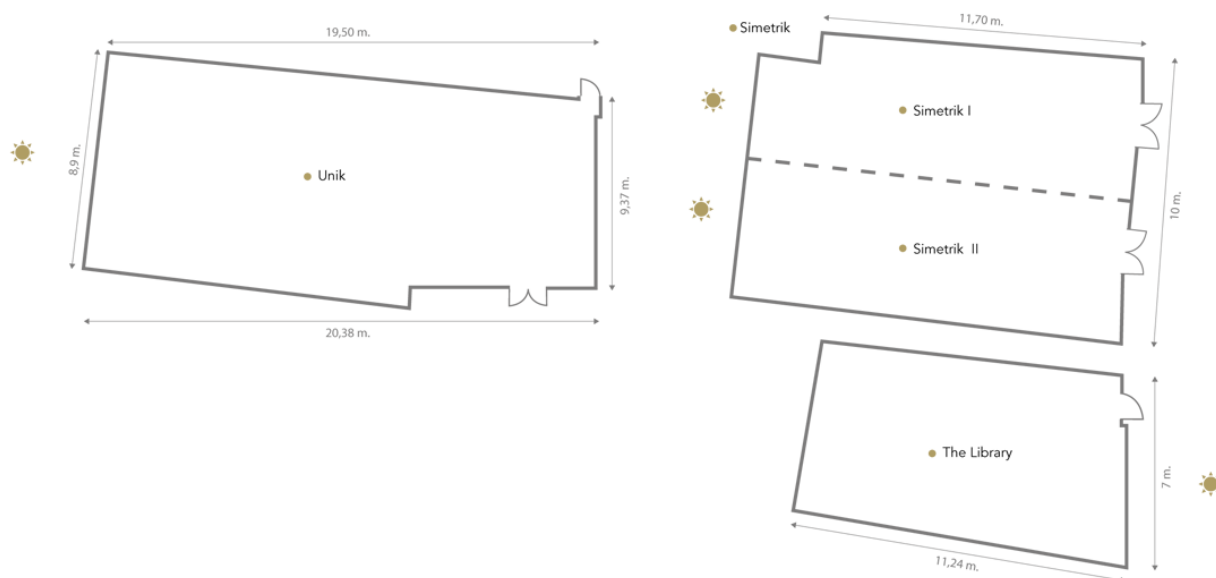 19,50 m.
8,9 m.
Unik
9,37 m.
20,38 m.
Simetrik
11,70 m.
Simetrik I
10 m.
Simetrik II
The Library
7 m.
11,24 m.